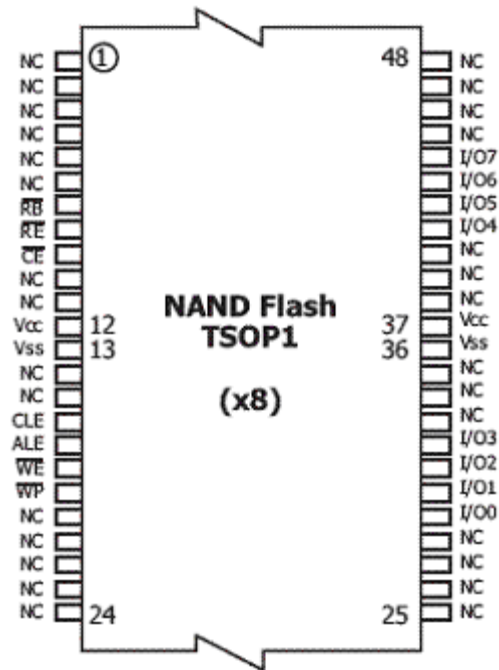 NC 1 48 NC
NC NC
NC NC
NC NC
NC I/O7
NC I/O6
R̅B̅ I/O5
R̅E̅ I/O4
C̅E̅ NC
NC NC
NC NAND Flash NC
Vcc 12 TSOP1 37 Vcc
Vss 13 36 Vss
NC NC
NC (x8) NC
CLE NC
ALE I/O3
W̅E̅ I/O2
W̅P̅ I/O1
NC I/O0
NC NC
NC NC
NC NC
NC 24 25 NC